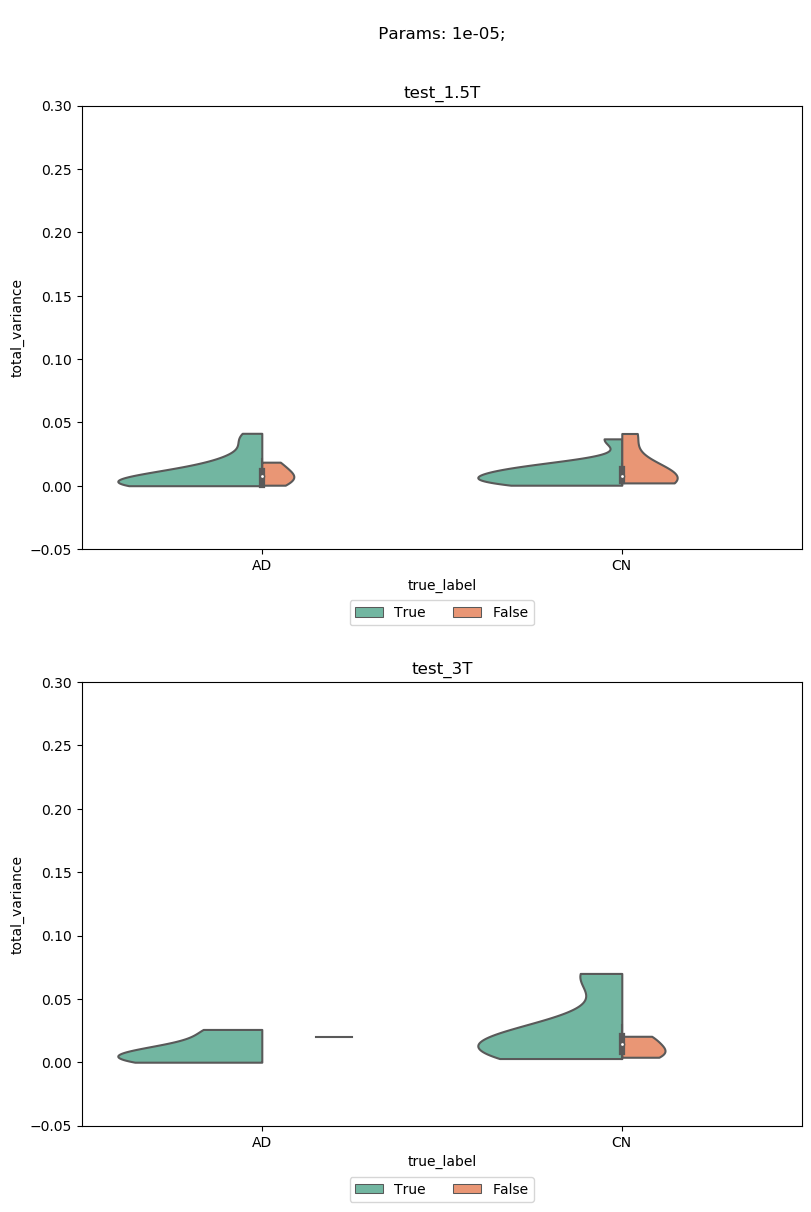 Params: 1e-05;
test_1.5T
0.30
0.25
0.20
0.15
0.10
0.05
0.00
−0.05
total_variance
AD CN
true_label
True False
test_3T
0.30
0.25
0.20
0.15
0.10
0.05
0.00
−0.05
total_variance
AD CN
true_label
True False